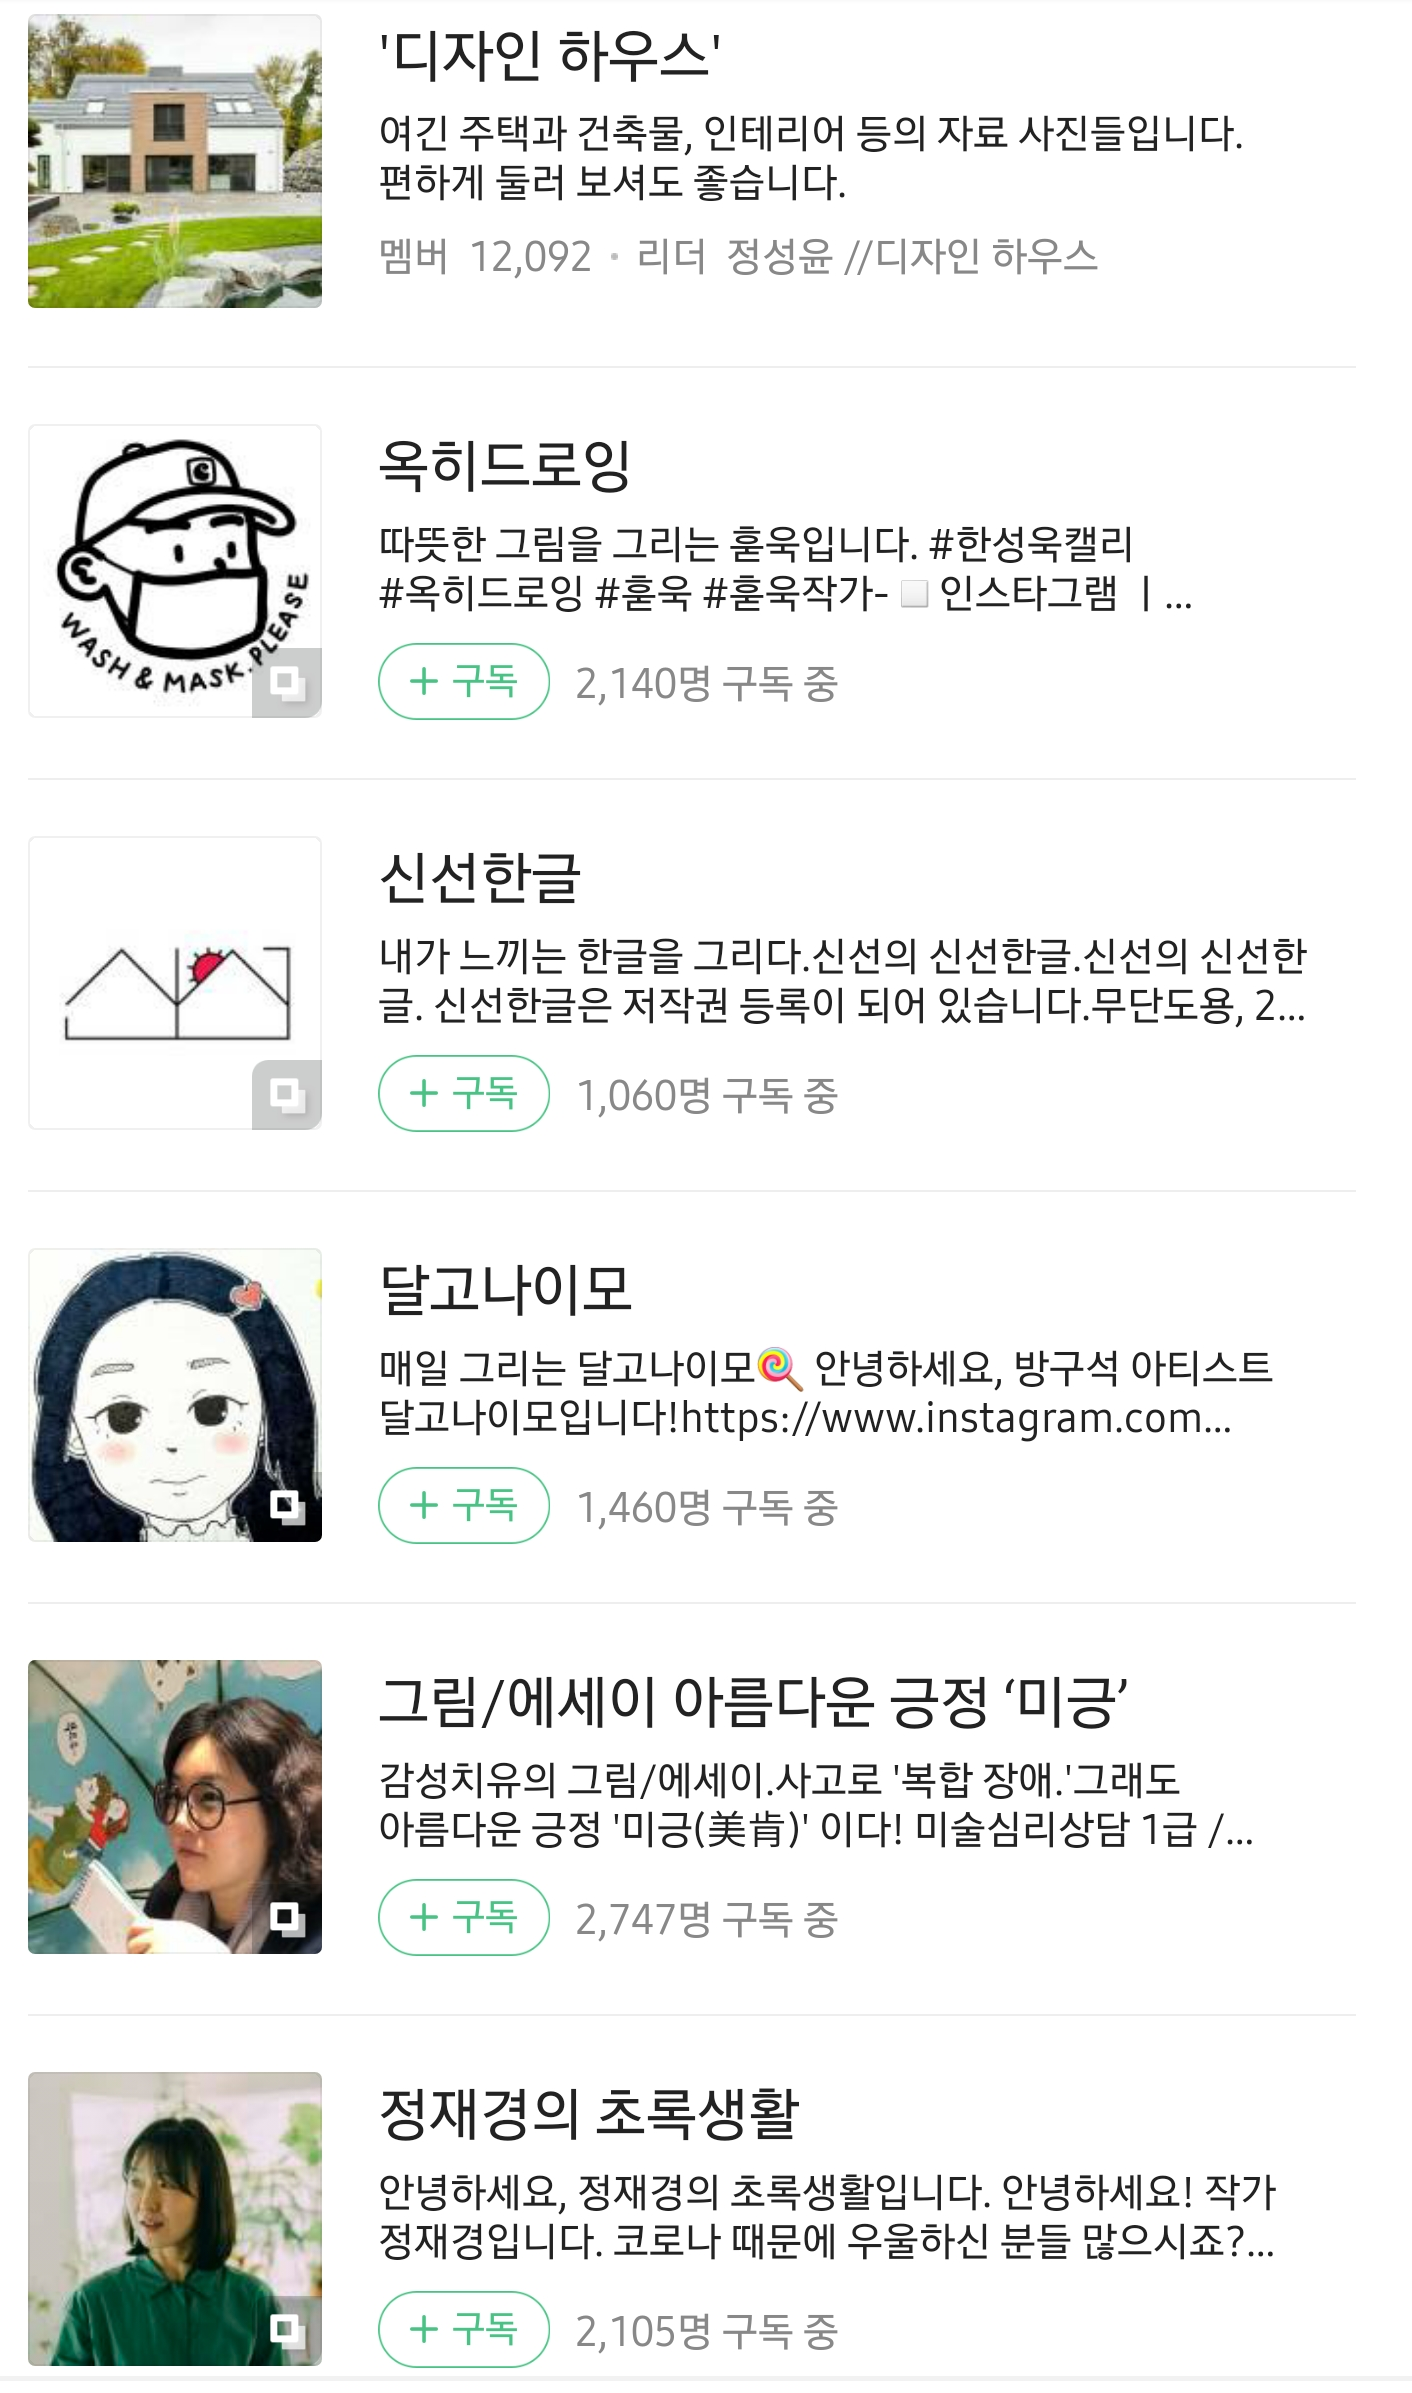 '디자인 하우스'
여긴 주택과 건축물, 인테리어 등의 자료 사진들입니다.
편하게 둘러 보셔도 좋습니다.
멤버 12,092 • 리더 정성윤 //디자인 하우스
옥히드로잉
따뜻한 그림을 그리는 훋욱입니다. #한성욱캘리
#옥히드로잉 #훋욱 #훋욱작가- ◻️ 인스타그램 ㅣ...
WASH & MASK.PLEASE
+ 구독 2,140명 구독 중
신선한글
내가 느끼는 한글을 그리다.신선의 신선한글.신선의 신선한
글. 신선한글은 저작권 등록이 되어 있습니다.무단도용, 2...
+ 구독 1,060명 구독 중
달고나이모
매일 그리는 달고나이모🍭 안녕하세요, 방구석 아티스트
달고나이모입니다!https://www.instagram.com...
+ 구독 1,460명 구독 중
그림/에세이 아름다운 긍정 ‘미긍’
감성치유의 그림/에세이.사고로 '복합 장애.'그래도
아름다운 긍정 '미긍(美肯)' 이다! 미술심리상담 1급 /...
+ 구독 2,747명 구독 중
정재경의 초록생활
안녕하세요, 정재경의 초록생활입니다. 안녕하세요! 작가
정재경입니다. 코로나 때문에 우울하신 분들 많으시죠?...
+ 구독 2,105명 구독 중